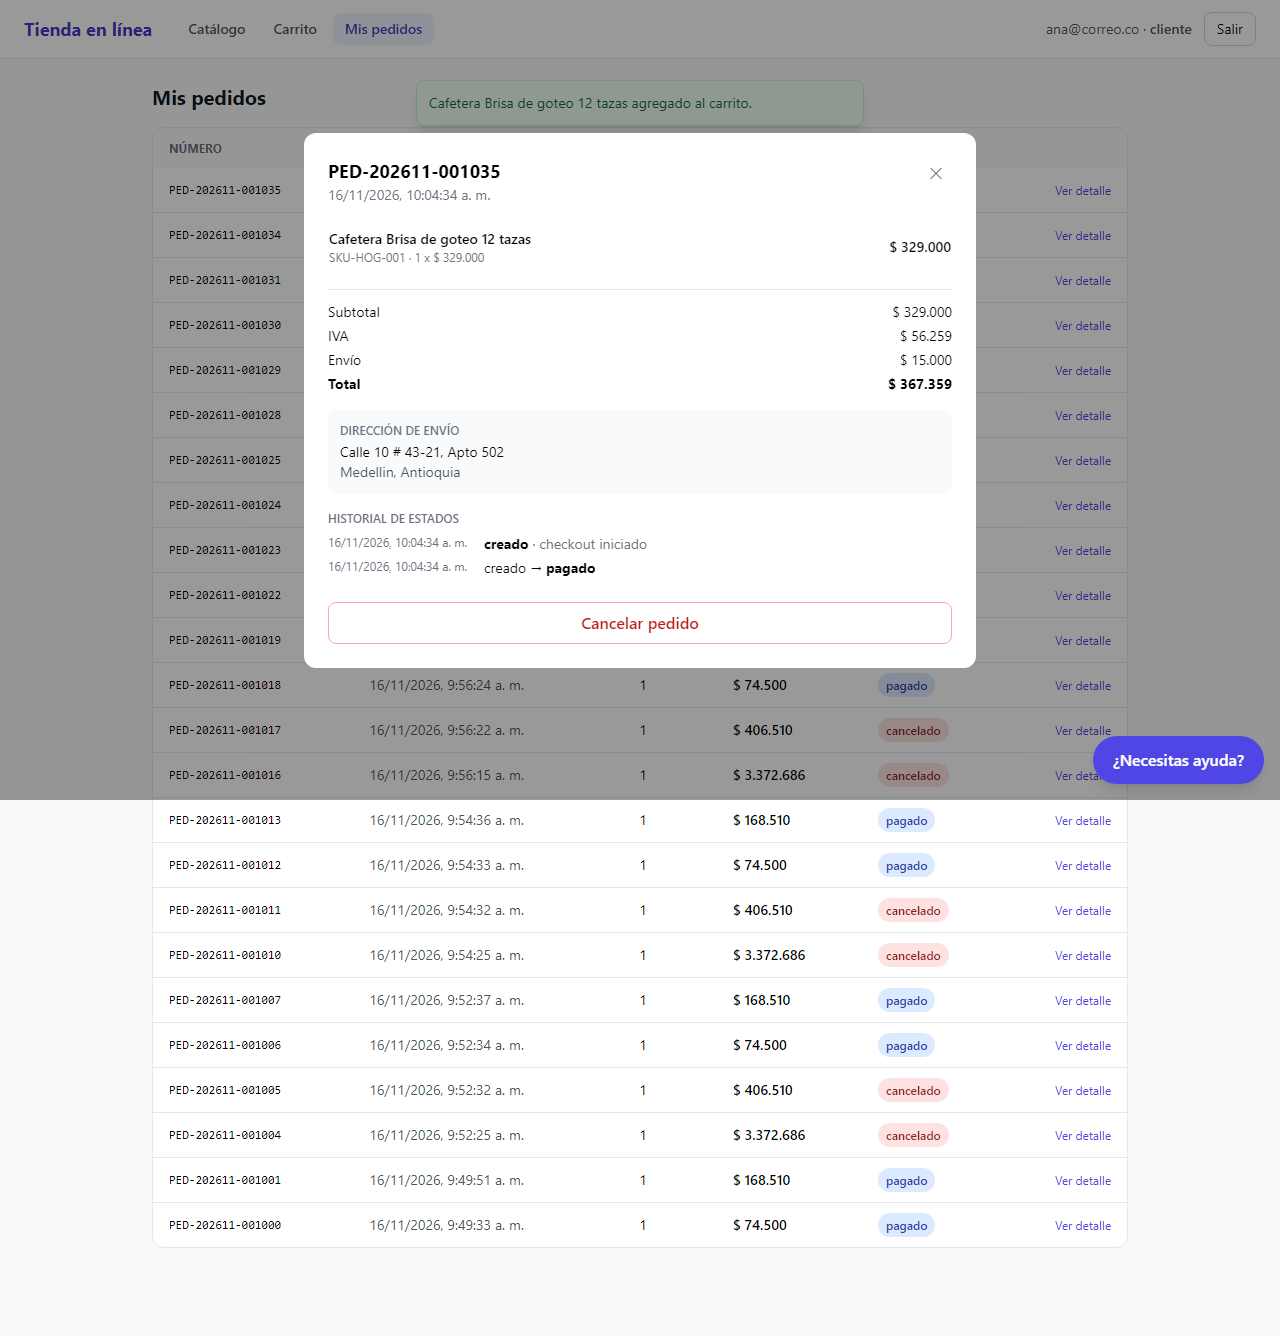 Tienda en línea
Catálogo
Carrito
Mis pedidos
ana@correo.co · cliente
Salir
Mis pedidos
Cafetera Brisa de goteo 12 tazas agregado al carrito.
NÚMERO
PED-202611-001035 Ver detalle
PED-202611-001034 Ver detalle
PED-202611-001031 Ver detalle
PED-202611-001030 Ver detalle
PED-202611-001029 Ver detalle
PED-202611-001028 Ver detalle
PED-202611-001025 Ver detalle
PED-202611-001024 Ver detalle
PED-202611-001023 Ver detalle
PED-202611-001022 Ver detalle
PED-202611-001019 Ver detalle
PED-202611-001035
16/11/2026, 10:04:34 a. m.
Cafetera Brisa de goteo 12 tazas
SKU-HOG-001 · 1 x $ 329.000
$ 329.000
Subtotal $ 329.000
IVA $ 56.259
Envío $ 15.000
Total $ 367.359
DIRECCIÓN DE ENVÍO
Calle 10 # 43-21, Apto 502
Medellin, Antioquia
HISTORIAL DE ESTADOS
16/11/2026, 10:04:34 a. m. creado · checkout iniciado
16/11/2026, 10:04:34 a. m. creado → pagado
Cancelar pedido
PED-202611-001018 16/11/2026, 9:56:24 a. m. 1 $ 74.500 pagado Ver detalle
PED-202611-001017 16/11/2026, 9:56:22 a. m. 1 $ 406.510 cancelado Ver detalle
PED-202611-001016 16/11/2026, 9:56:15 a. m. 1 $ 3.372.686 cancelado Ver
¿Necesitas ayuda?
PED-202611-001013 16/11/2026, 9:54:36 a. m. 1 $ 168.510 pagado Ver detalle
PED-202611-001012 16/11/2026, 9:54:33 a. m. 1 $ 74.500 pagado Ver detalle
PED-202611-001011 16/11/2026, 9:54:32 a. m. 1 $ 406.510 cancelado Ver detalle
PED-202611-001010 16/11/2026, 9:54:25 a. m. 1 $ 3.372.686 cancelado Ver detalle
PED-202611-001007 16/11/2026, 9:52:37 a. m. 1 $ 168.510 pagado Ver detalle
PED-202611-001006 16/11/2026, 9:52:34 a. m. 1 $ 74.500 pagado Ver detalle
PED-202611-001005 16/11/2026, 9:52:32 a. m. 1 $ 406.510 cancelado Ver detalle
PED-202611-001004 16/11/2026, 9:52:25 a. m. 1 $ 3.372.686 cancelado Ver detalle
PED-202611-001001 16/11/2026, 9:49:51 a. m. 1 $ 168.510 pagado Ver detalle
PED-202611-001000 16/11/2026, 9:49:33 a. m. 1 $ 74.500 pagado Ver detalle